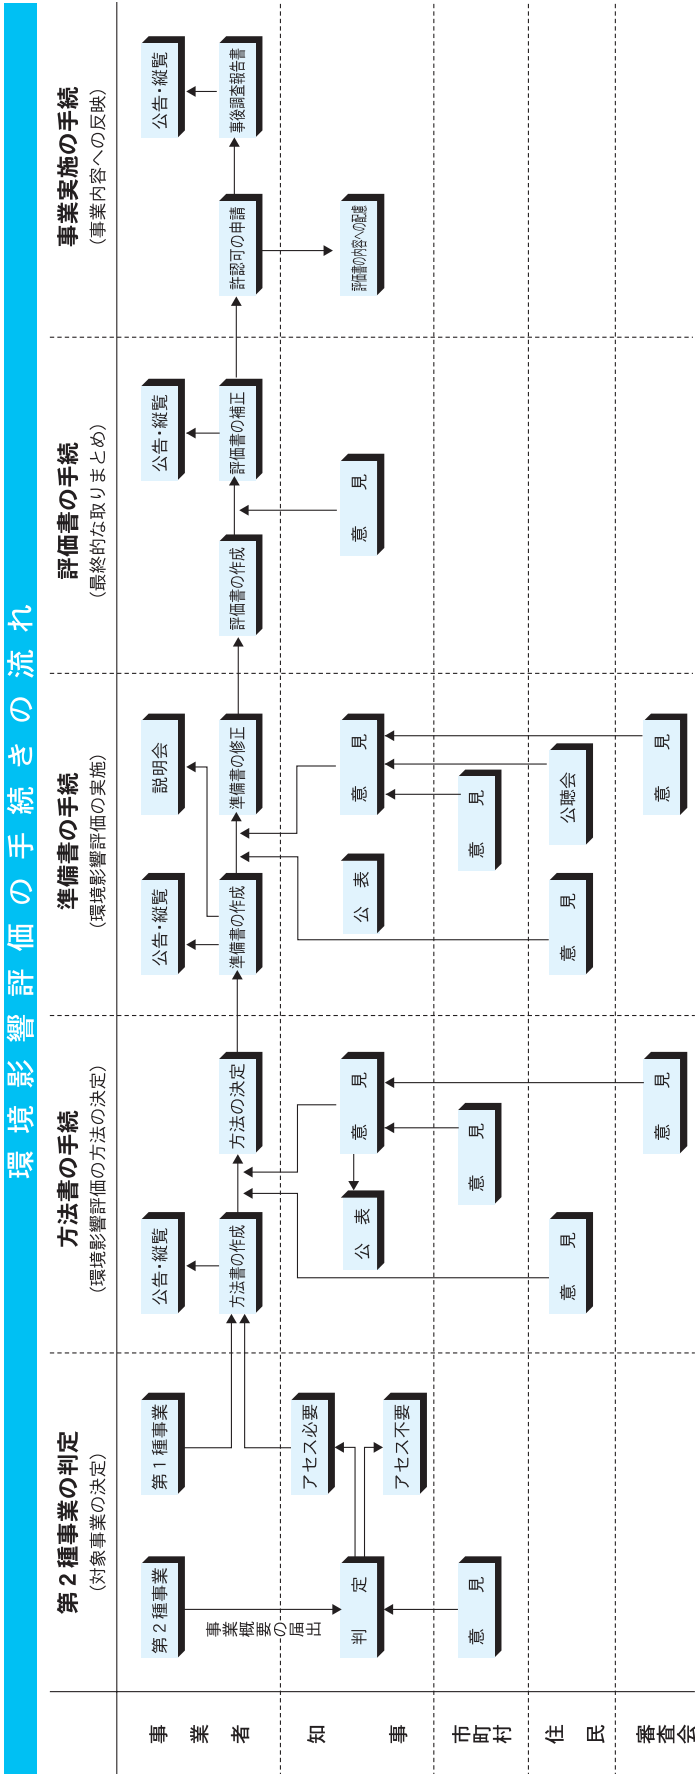 環境影響評価の手続きの流れ
第２種事業の判定
(対象事業の決定)
方法書の手続
(環境影響評価の方法の決定)
準備書の手続
(環境影響評価の実施)
評価書の手続
(最終的な取りまとめ)
事業実施の手続
(事業内容への反映)
事業者
第２種事業
第１種事業
事業概要の届出
公告・縦覧
方法書の作成
方法の決定
公告・縦覧
説明会
準備書の作成
準備書の修正
公告・縦覧
評価書の作成
評価書の補正
公告・縦覧
許認可の申請
事後調査報告書
知事
判定
アセス必要
アセス不要
公表
意見
公表
意見
意見
評価書の内容への配慮
市町村
意見
意見
意見
住民
意見
意見
公聴会
審査会
意見
意見